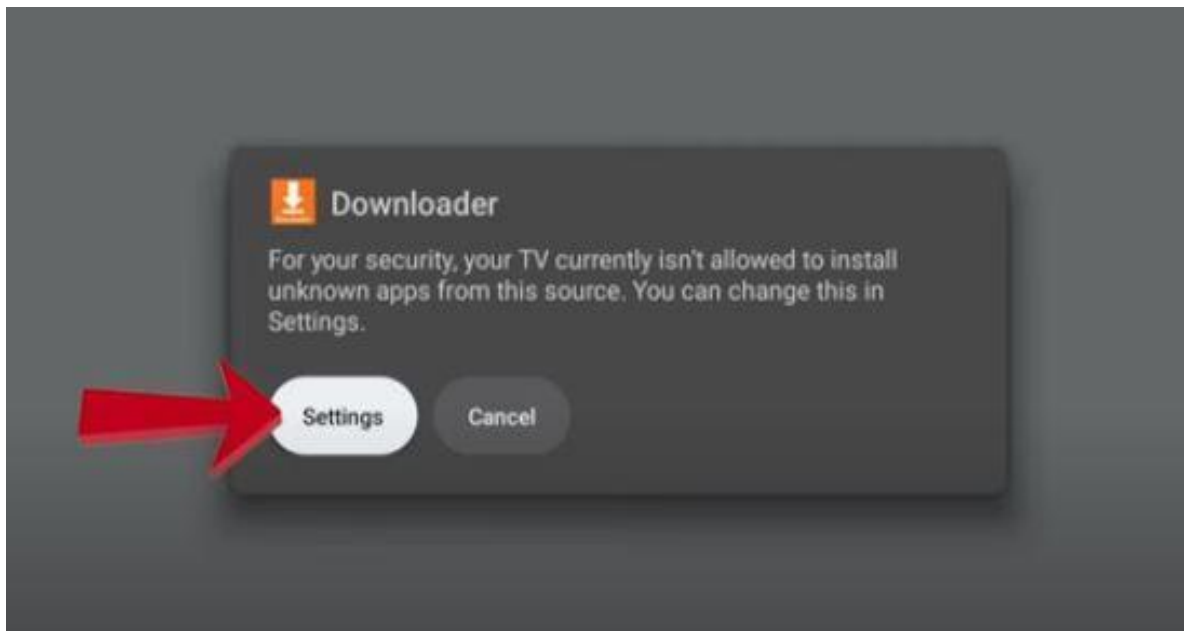 Downloader
For your security, your TV currently isn't allowed to install
unknown apps from this source. You can change this in
Settings.
Settings
Cancel